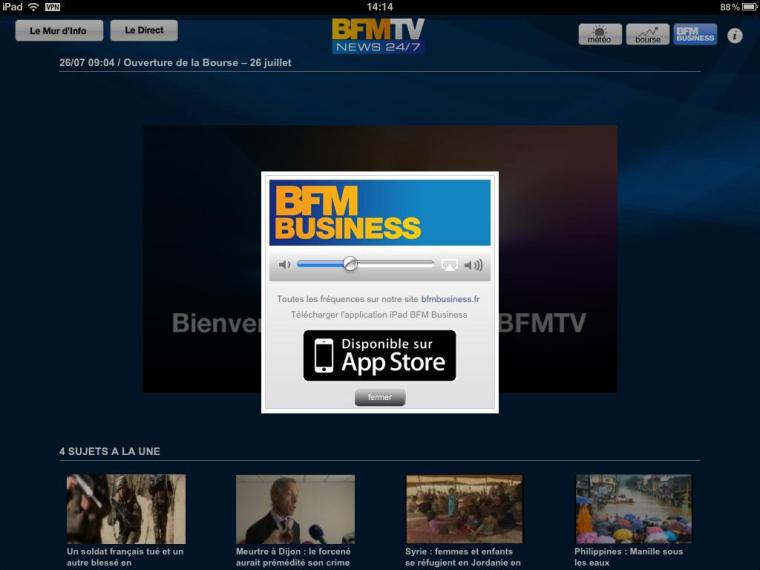 iPad VPN 14:14 88 %
Le Mur d'Info Le Direct BFMTV météo bourse BFM BUSINESS i
NEWS 24/7
26/07 09:04 / Ouverture de la Bourse – 26 juillet
BFM
BUSINESS
Toutes les fréquences sur notre site bfmbusiness.fr
Télécharger l'application iPad BFM Business
Bienve BFMTV
Disponible sur
App Store
fermer
4 SUJETS A LA UNE
Un soldat français tué et un
autre blessé en
Meurtre à Dijon : le forcené
aurait prémédité son crime
Syrie : femmes et enfants
se réfugient en Jordanie en
Philippines : Manille sous
les eaux